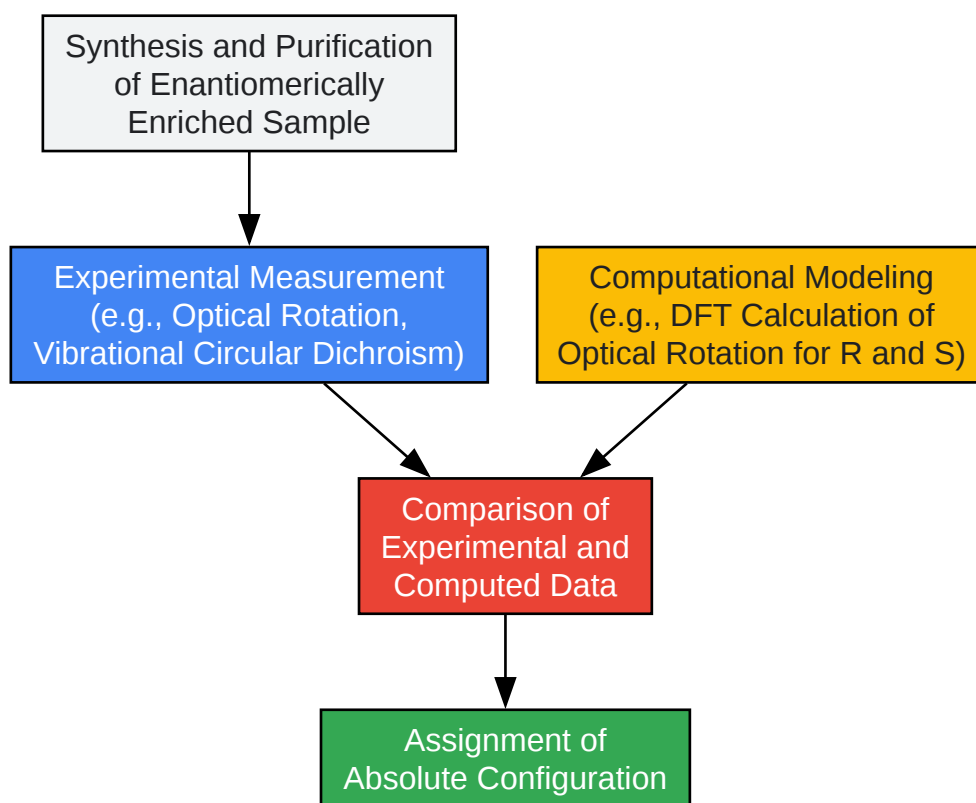 Synthesis and Purification
of Enantiomerically
Enriched Sample
Experimental Measurement
(e.g., Optical Rotation,
Vibrational Circular Dichroism)
Computational Modeling
(e.g., DFT Calculation of
Optical Rotation for R and S)
Comparison of
Experimental and
Computed Data
Assignment of
Absolute Configuration